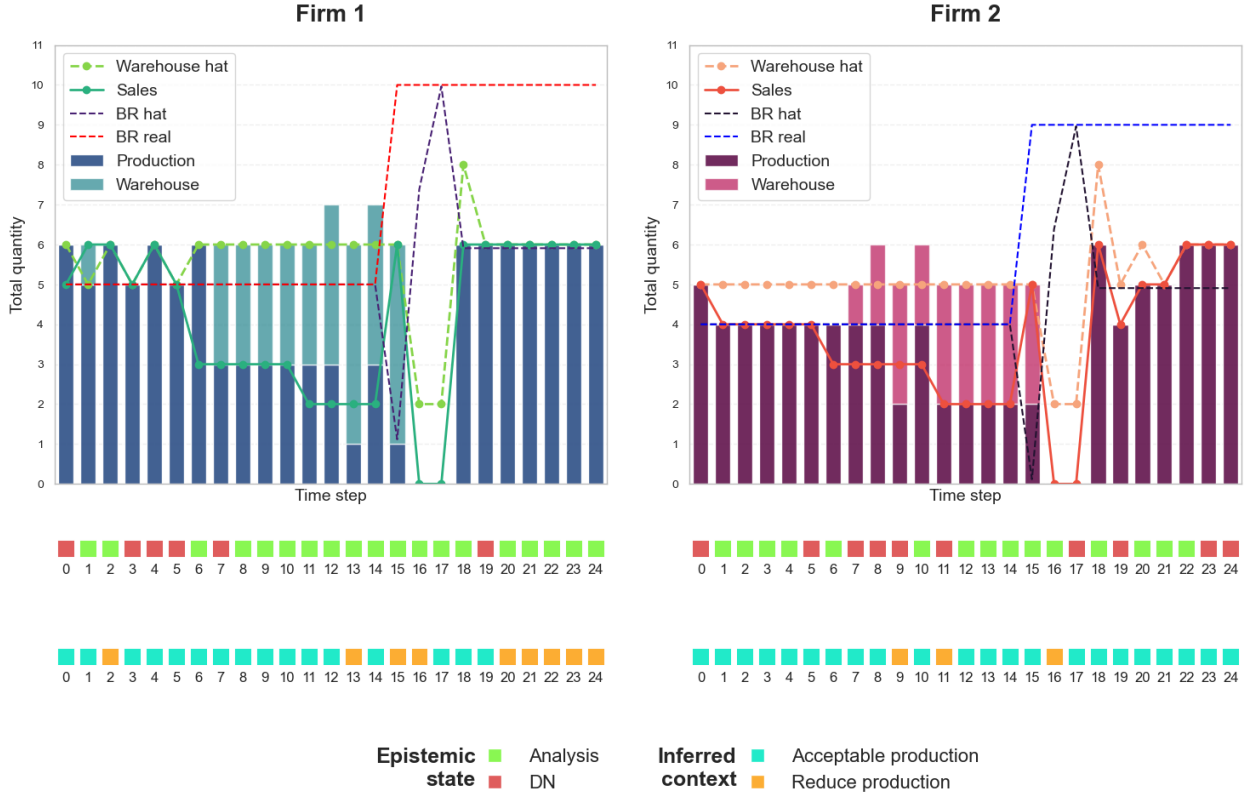 Firm 1
Firm 2
11
10
9
8
7
6
5
4
3
2
1
0
Total quantity
Warehouse hat
Sales
BR hat
BR real
Production
Warehouse
Time step
11
10
9
8
7
6
5
4
3
2
1
0
Total quantity
Warehouse hat
Sales
BR hat
BR real
Production
Warehouse
Time step
0 1 2 3 4 5 6 7 8 9 10 11 12 13 14 15 16 17 18 19 20 21 22 23 24
0 1 2 3 4 5 6 7 8 9 10 11 12 13 14 15 16 17 18 19 20 21 22 23 24
0 1 2 3 4 5 6 7 8 9 10 11 12 13 14 15 16 17 18 19 20 21 22 23 24
0 1 2 3 4 5 6 7 8 9 10 11 12 13 14 15 16 17 18 19 20 21 22 23 24
Epistemic
state
Analysis
DN
Inferred
context
Acceptable production
Reduce production